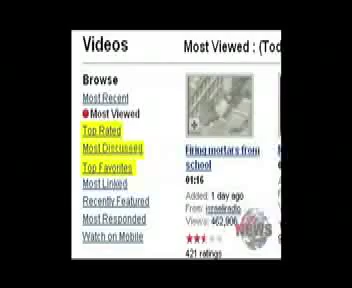 Videos
Most Viewed : (Tod
Browse
Most Recent
Most Viewed
Top Rated
Most Discussed
Top Favorites
Most Linked
Recently Featured
Most Responded
Watch on Mobile
Firing mortars from
school
01:16
Added: 1 day ago
From: israelradio
Views: 462,906
421 ratings
NEWS